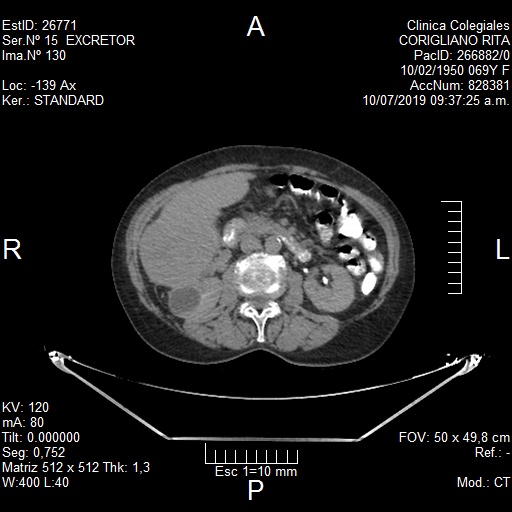 EstID: 26771
Ser.Nº 15 EXCRETOR
Ima.Nº 130
Loc: -139 Ax
Ker.: STANDARD
A
Clinica Colegiales
CORIGLIANO RITA
PacID: 266882/0
10/02/1950 069Y F
AccNum: 828381
10/07/2019 09:37:25 a.m.
R
L
KV: 120
mA: 80
Tilt: 0.000000
Seg: 0,752
Matriz 512 x 512 Thk: 1,3
W:400 L:40
Esc 1=10 mm
P
FOV: 50 x 49,8 cm
Ref.: -
Mod.: CT